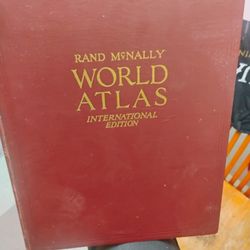 RAND McNALLY
WORLD
ATLAS
INTERNATIONAL
EDITION